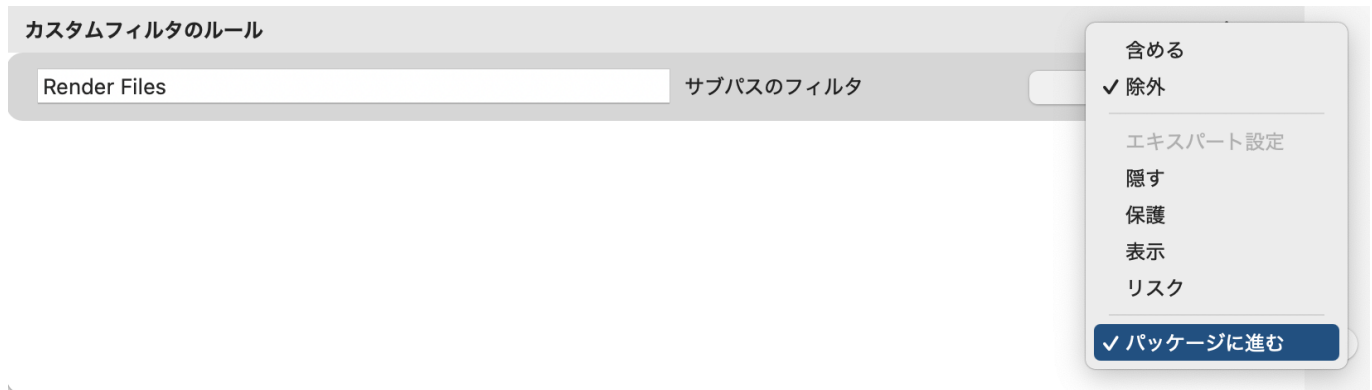 カスタムフィルタのルール
Render Files
サブパスのフィルタ
含める
✓ 除外
エキスパート設定
隠す
保護
表示
リスク
✓ パッケージに進む